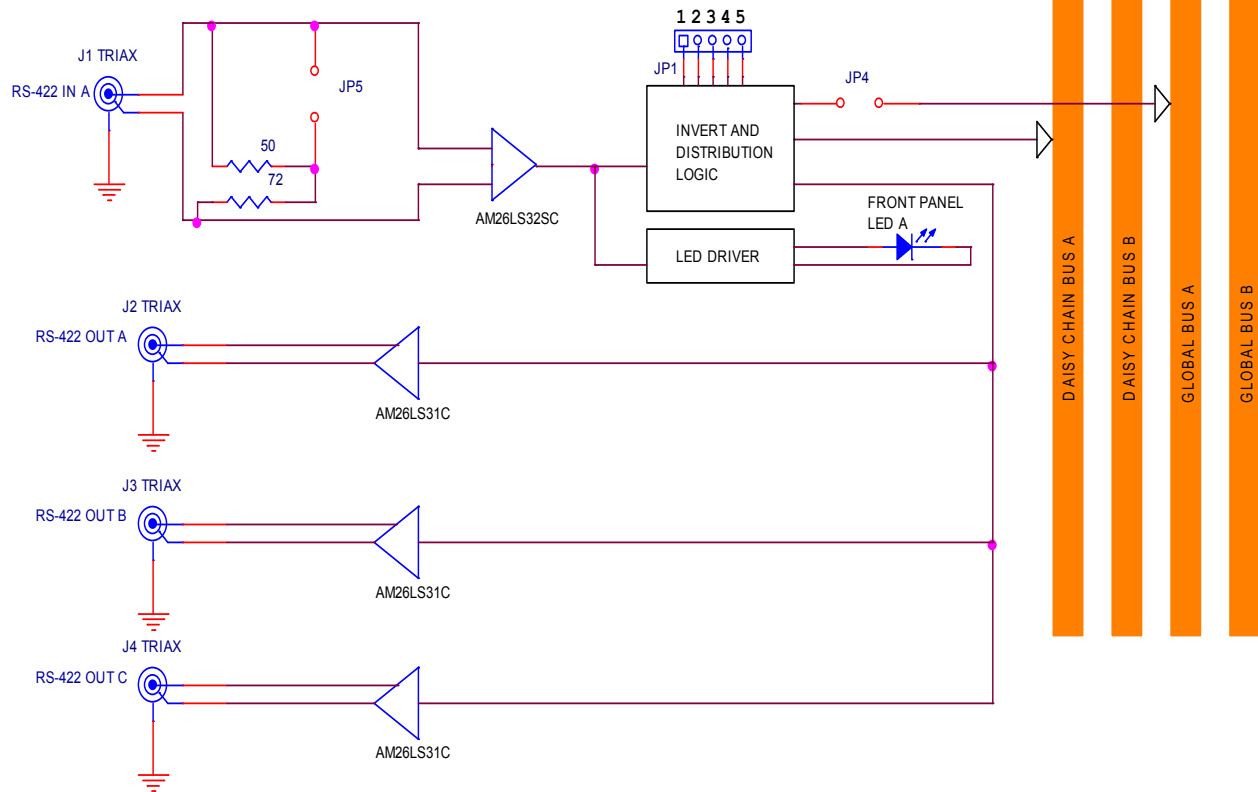 1 2 3 4 5
J1 TRIAX
RS-422 IN A
JP5
JP1
JP4
50
72
INVERT AND
DISTRIBUTION
LOGIC
AM26LS32SC
FRONT PANEL
LED A
LED DRIVER
J2 TRIAX
RS-422 OUT A
AM26LS31C
J3 TRIAX
RS-422 OUT B
AM26LS31C
J4 TRIAX
RS-422 OUT C
AM26LS31C
DAISY CHAIN BUS A
DAISY CHAIN BUS B
GLOBAL BUS A
GLOBAL BUS B